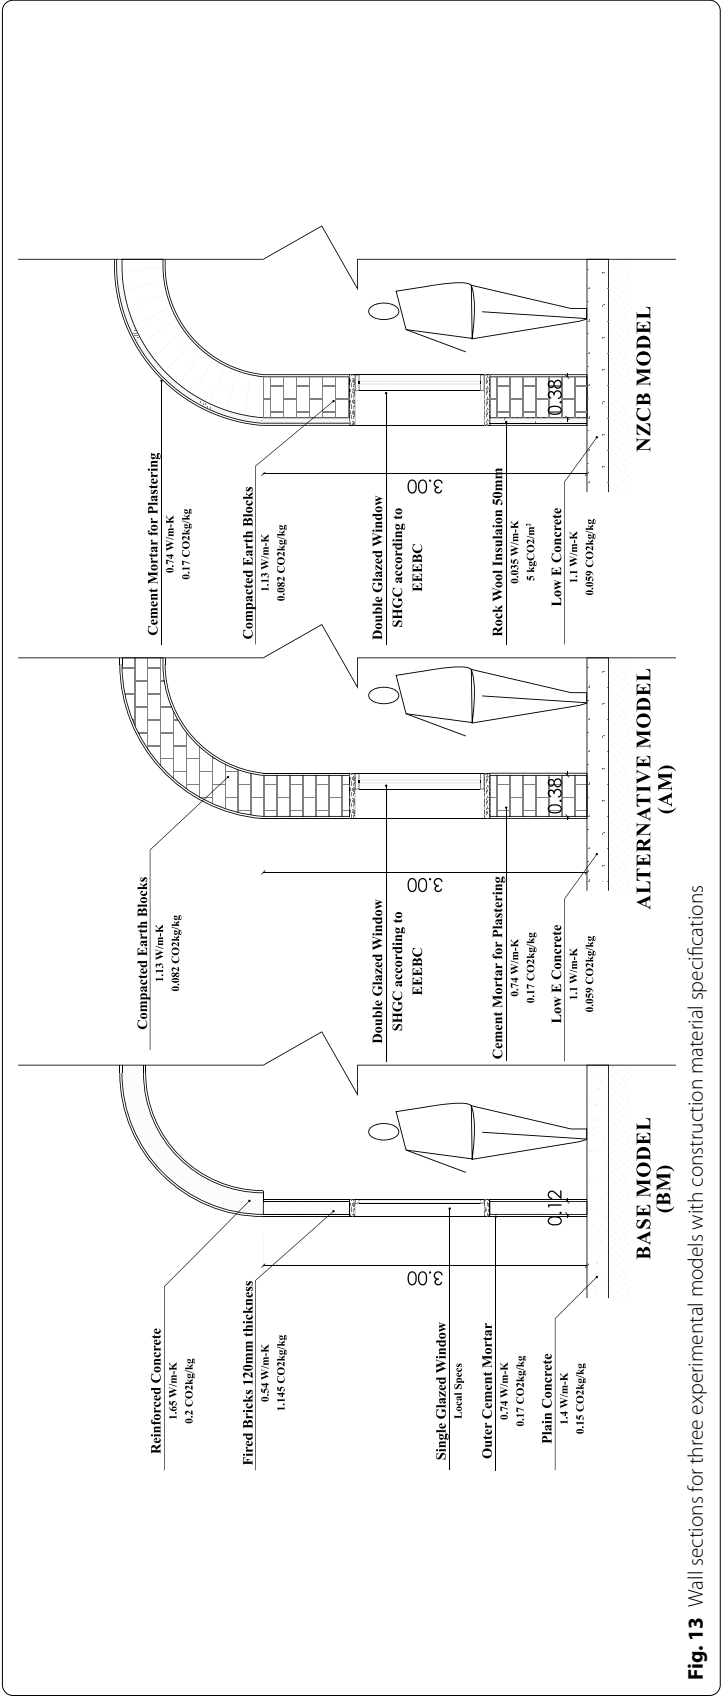 Reinforced Concrete
1.65 W/m-K
0.2 CO2kg/kg
Fired Bricks 120mm thickness
0.54 W/m-K
1.145 CO2kg/kg
Single Glazed Window
Local Specs
Outer Cement Mortar
0.74 W/m-K
0.17 CO2kg/kg
Plain Concrete
1.4 W/m-K
0.15 CO2kg/kg
3.00
0.12
BASE MODEL
(BM)
Compacted Earth Blocks
1.13 W/m-K
0.082 CO2kg/kg
Double Glazed Window
SHGC according to
EEEBC
Cement Mortar for Plastering
0.74 W/m-K
0.17 CO2kg/kg
Low E Concrete
1.1 W/m-K
0.059 CO2kg/kg
3.00
0.38
ALTERNATIVE MODEL
(AM)
Cement Mortar for Plastering
0.74 W/m-K
0.17 CO2kg/kg
Compacted Earth Blocks
1.13 W/m-K
0.082 CO2kg/kg
Double Glazed Window
SHGC according to
EEEBC
Rock Wool Insulaion 50mm
0.035 W/m-K
5 kgCO2/m²
Low E Concrete
1.1 W/m-K
0.059 CO2kg/kg
3.00
0.38
NZCB MODEL
Fig. 13 Wall sections for three experimental models with construction material specifications